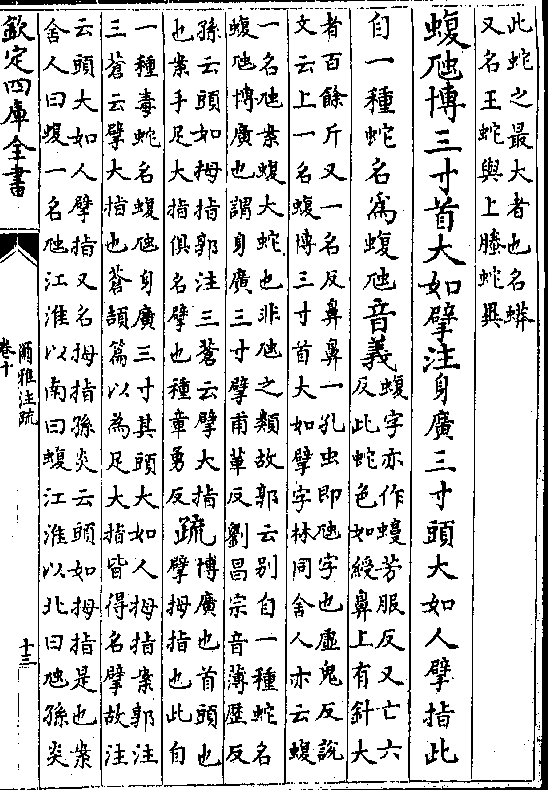 此蛇之最大者也名蟒
又名王蛇與上螣蛇異
蝮虺博三寸首大如擘注身廣三寸頭大如人擘指此
自一種蛇名爲蝮虺音義
蝮字亦作蝮芳服反又亡六
反此蛇色如綬鼻上有針大
者百餘斤又一名反鼻鼻一孔虫即虺字也虛鬼反說
文云上一名蝮博三寸首大如擘字林同舍人亦云蝮
一名虺案蝮大蛇也非虺之類故郭云别自一種蛇名
蝮虺博廣也謂身廣三寸擘甫革反劉昌宗音薄歴反
孫云頭如拇指郭注三蒼云擘大指
也案手足大指俱名擘也種章勇反
疏
博廣也首頭也
擘拇指也此自
一種毒蛇名蝮虺身廣三寸其頭大如人拇指案郭注
三蒼云擘大指也蒼頡篇以為足大指皆得名擘故注
云頭大如人擘指又名拇指孫炎云頭如拇指是也案
舍人曰蝮一名虺江淮以南曰蝮江淮以北曰虺孫炎
欽定四庫全書
爾雅注疏
卷十
十三